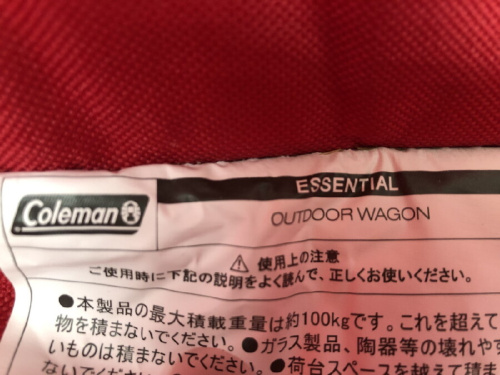 Coleman
ESSENTIAL
OUTDOOR WAGON
⚠ 使用上の注意
ご使用時に下記の説明をよく読んで、正しくお使いください。
●本製品の最大積載重量は約100kgです。これを超えて
物を積まないでください。●ガラス製品、陶器等の壊れやす
いものは積まないでください。●荷台スペースを越えて積ま
ないでください